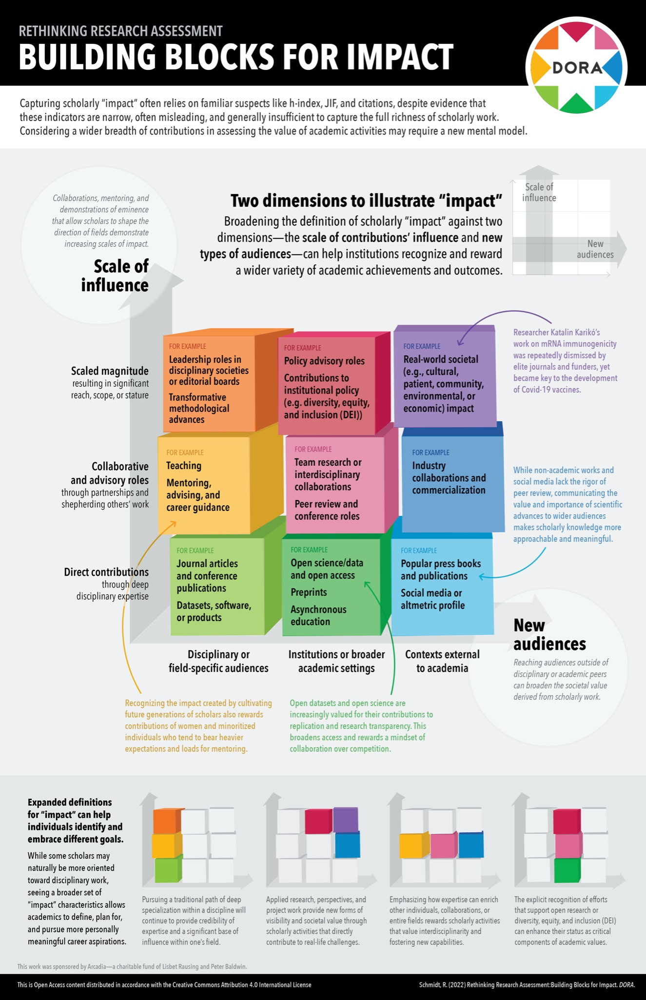 RETHINKING RESEARCH ASSESSMENT
BUILDING BLOCKS FOR IMPACT
DORA
Capturing scholarly “impact“ often relies on familiar suspects like h-index, JIF, and citations, despite evidence that
these indicators are narrow, often misleading, and generally insufficient to capture the full richness of scholarly work.
Considering a wider breadth of contributions in assessing the value of academic activities may require a new mental model.
Collaborations, mentoring, and
demonstrations of eminence
that allow scholars to shape the
direction of fields demonstrate
increasing scales of impact.
Scale of
influence
Two dimensions to illustrate “impact”
Broadening the definition of scholarly “impact“ against two
dimensions—the scale of contributions’ influence and new
types of audiences—can help institutions recognize and reward
a wider variety of academic achievements and outcomes.
Scale of
influence
New
audiences
Scaled magnitude
resulting in significant
reach, scope, or stature
FOR EXAMPLE
Leadership roles in
disciplinary societies
or editorial boards
Transformative
methodological
advances
FOR EXAMPLE
Policy advisory roles
Contributions to
institutional policy
(e.g. diversity, equity,
and inclusion (DEI))
FOR EXAMPLE
Real-world societal
(e.g., cultural,
patient, community,
environmental, or
economic) impact
Researcher Katalin Karikó’s
work on mRNA immunogenicity
was repeatedly dismissed by
elite journals and funders, yet
became key to the development
of Covid-19 vaccines.
Collaborative
and advisory roles
through partnerships and
shepherding others’ work
FOR EXAMPLE
Teaching
Mentoring,
advising, and
career guidance
FOR EXAMPLE
Team research or
interdisciplinary
collaborations
Peer review and
conference roles
FOR EXAMPLE
Industry
collaborations and
commercialization
While non-academic works and
social media lack the rigor of
peer review, communicating the
value and importance of scientific
advances to wider audiences
makes scholarly knowledge more
approachable and meaningful.
Direct contributions
through deep
disciplinary expertise
FOR EXAMPLE
Journal articles
and conference
publications
Datasets, software,
or products
FOR EXAMPLE
Open science/data
and open access
Preprints
Asynchronous
education
FOR EXAMPLE
Popular press books
and publications
Social media or
altmetric profile
New
audiences
Reaching audiences outside of
disciplinary or academic peers
can broaden the societal value
derived from scholarly work.
Disciplinary or
field-specific audiences
Institutions or broader
academic settings
Contexts external
to academia
Recognizing the impact created by cultivating
future generations of scholars also rewards
contributions of women and minoritized
individuals who tend to bear heavier
expectations and loads for mentoring.
Open datasets and open science are
increasingly valued for their contributions to
replication and research transparency. This
broadens access and rewards a mindset of
collaboration over competition.
Expanded definitions
for “impact“ can help
individuals identify and
embrace different goals.
While some scholars may
naturally be more oriented
toward disciplinary work,
seeing a broader set of
“impact” characteristics allows
academics to define, plan for,
and pursue more personally
meaningful career aspirations.
Pursuing a traditional path of deep
specialization within a discipline will
continue to provide credibility of
expertise and a significant base of
influence within one’s field.
Applied research, perspectives, and
project work provide new forms of
visibility and societal value through
scholarly activities that directly
contribute to real-life challenges.
Emphasizing how expertise can enrich
other individuals, collaborations, or
entire fields rewards scholarly activities
that value interdisciplinarity and
fostering new capabilities.
The explicit recognition of efforts
that support open research or
diversity, equity, and inclusion (DEI)
can enhance their status as critical
components of academic values.
This work was sponsored by Arcadia—a charitable fund of Lisbet Rausing and Peter Baldwin.
This is Open Access content distributed in accordance with the Creative Commons Attribution 4.0 International License
Schmidt, R. (2022) Rethinking Research Assessment:Building Blocks for Impact. DORA.